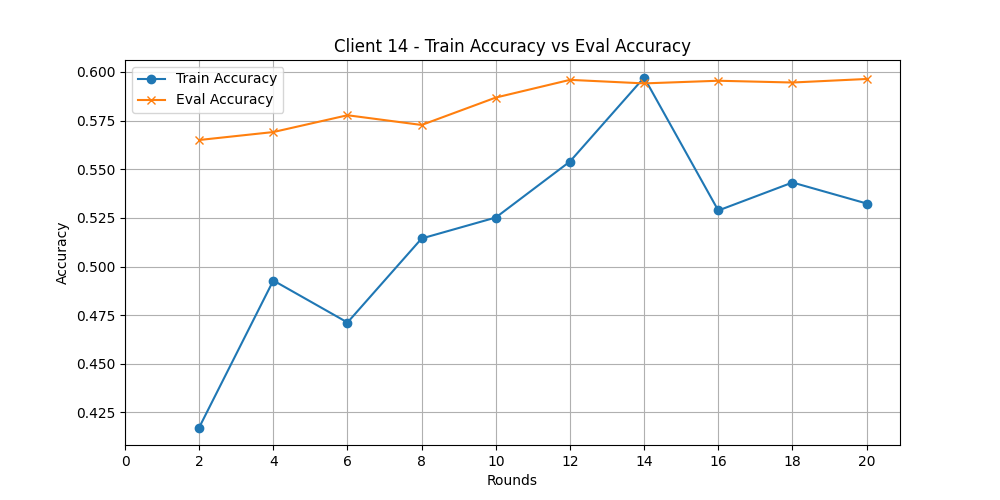 Client 14 - Train Accuracy vs Eval Accuracy
Train Accuracy
Eval Accuracy
0.600
0.575
0.550
0.525
0.500
0.475
0.450
0.425
Accuracy
0 2 4 6 8 10 12 14 16 18 20
Rounds